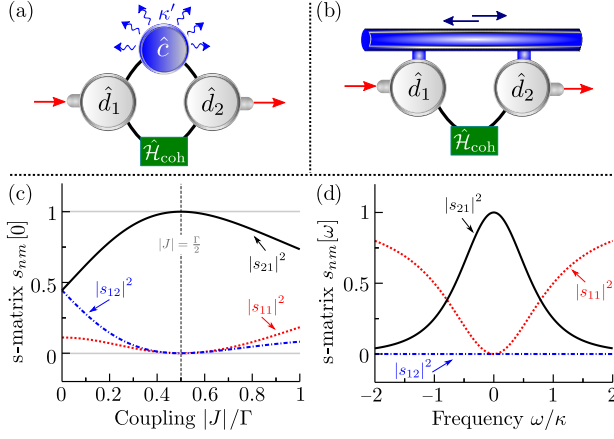 (a)
κ′
ĉ
d̂₁
d̂₂
Ĥcoh
(b)
d̂₁
d̂₂
Ĥcoh
(c)
s-matrix sₙₘ[0]
1
0.5
0
|J| = Γ/2
|s₂₁|²
|s₁₂|²
|s₁₁|²
0 0.2 0.4 0.6 0.8 1
Coupling |J|/Γ
(d)
s-matrix sₙₘ[ω]
1
0.5
0
|s₂₁|²
|s₁₁|²
|s₁₂|²
−2 −1 0 1 2
Frequency ω/κ